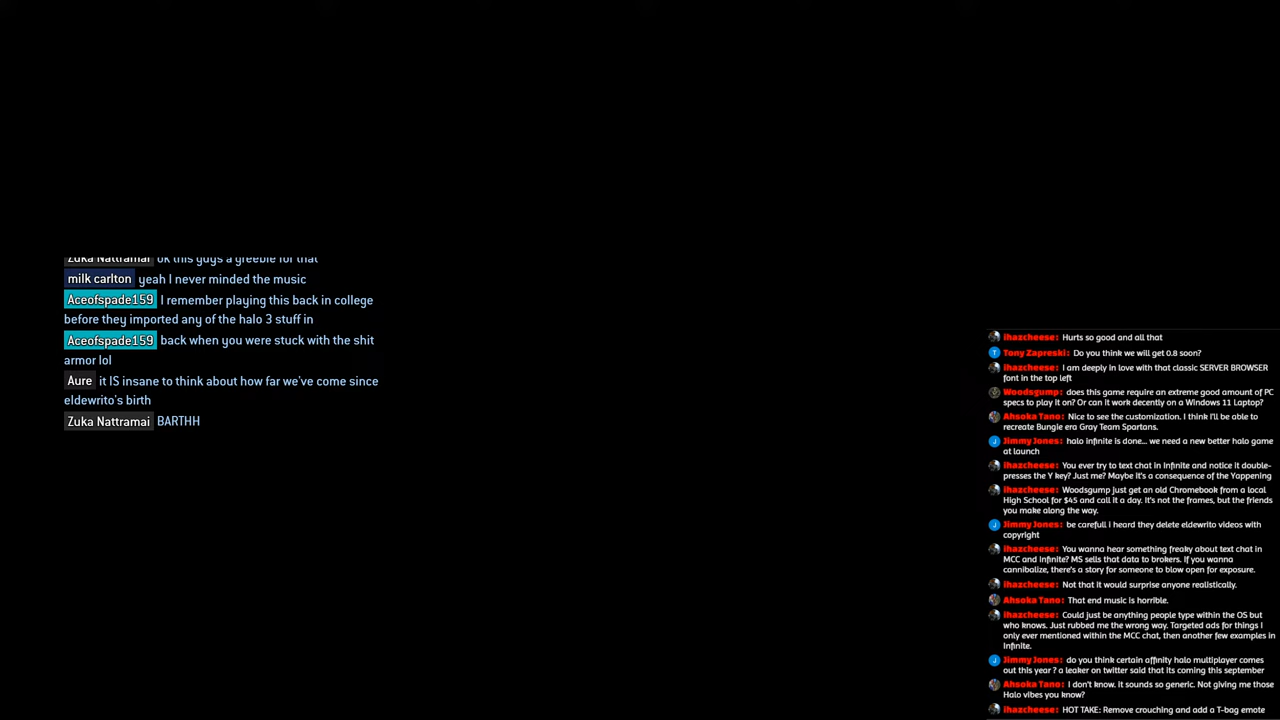 Zuka Nattramai ok this guys a greeble for that
milk carlton yeah I never minded the music
Aceofspade159 I remember playing this back in college
before they imported any of the halo 3 stuff in
Aceofspade159 back when you were stuck with the shit
armor lol
Aure it IS insane to think about how far we've come since
eldewrito's birth
Zuka Nattramai BARTHH
ihazcheese: Hurts so good and all that
T Tony Zapreski: Do you think we will get 0.8 soon?
ihazcheese: I am deeply in love with that classic SERVER BROWSER
font in the top left
Woodsgump: does this game require an extreme good amount of PC
specs to play it on? Or can it work decently on a Windows 11 Laptop?
Ahsoka Tano: Nice to see the customization. I think I'll be able to
recreate Bungie era Gray Team Spartans.
J Jimmy Jones: halo infinite is done... we need a new better halo game
at launch
ihazcheese: You ever try to text chat in Infinite and notice it double-
presses the Y key? Just me? Maybe it's a consequence of the Yappening
ihazcheese: Woodsgump just get an old Chromebook from a local
High School for $45 and call it a day. It's not the frames, but the friends
you make along the way.
J Jimmy Jones: be carefull i heard they delete eldewrito videos with
copyright
ihazcheese: You wanna hear something freaky about text chat in
MCC and Infinite? MS sells that data to brokers. If you wanna
cannibalize, there's a story for someone to blow open for exposure.
ihazcheese: Not that it would surprise anyone realistically.
Ahsoka Tano: That end music is horrible.
ihazcheese: Could just be anything people type within the OS but
who knows. Just rubbed me the wrong way. Targeted ads for things I
only ever mentioned within the MCC chat, then another few examples in
Infinite.
J Jimmy Jones: do you think certain affinity halo multiplayer comes
out this year ? a leaker on twitter said that its coming this september
Ahsoka Tano: I don't know. it sounds so generic. Not giving me those
Halo vibes you know?
ihazcheese: HOT TAKE: Remove crouching and add a T-bag emote